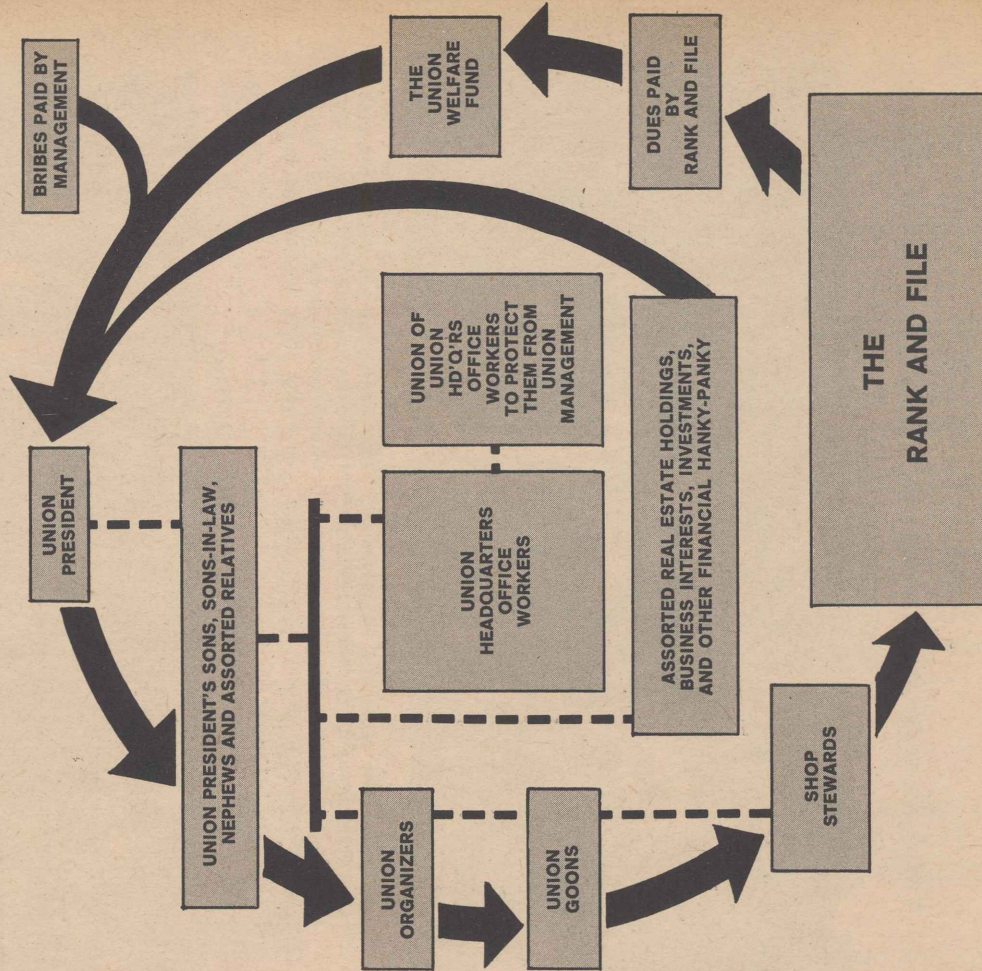 UNION
PRESIDENT
UNION PRESIDENT'S SONS, SONS-IN-LAW,
NEPHEWS AND ASSORTED RELATIVES
UNION
ORGANIZERS
UNION
GOONS
SHOP
STEWARDS
THE
RANK AND FILE
DUES PAID
BY
RANK AND FILE
THE
UNION
WELFARE
FUND
BRIBES PAID BY
MANAGEMENT
UNION
HEADQUARTERS
OFFICE
WORKERS
UNION OF
UNION
HD'Q'RS
OFFICE
WORKERS
TO PROTECT
THEM FROM
UNION
MANAGEMENT
ASSORTED REAL ESTATE HOLDINGS,
BUSINESS INTERESTS, INVESTMENTS,
AND OTHER FINANCIAL HANKY-PANKY